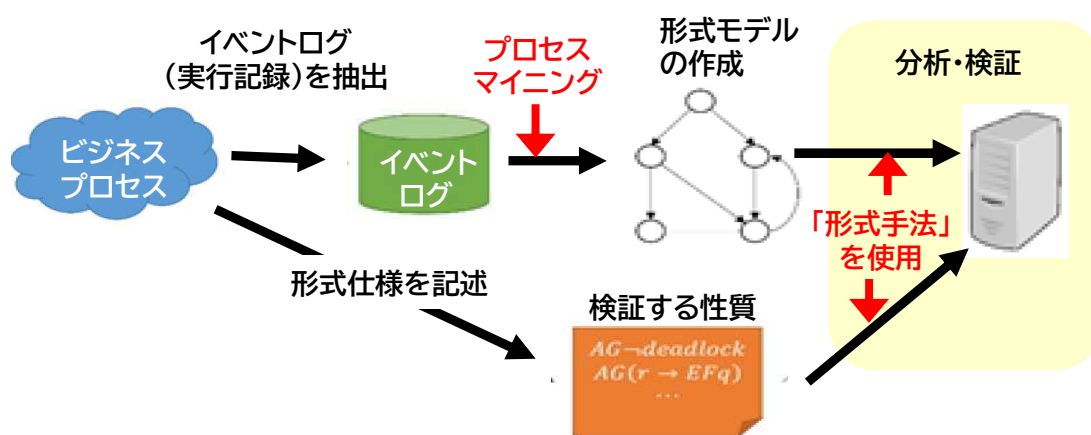 イベントログ
（実行記録）を抽出
プロセス
マイニング
形式モデル
の作成
分析・検証
ビジネス
プロセス
イベント
ログ
「形式手法」
を使用
形式仕様を記述
検証する性質
AG¬deadlock
AG(r → EFq)
…